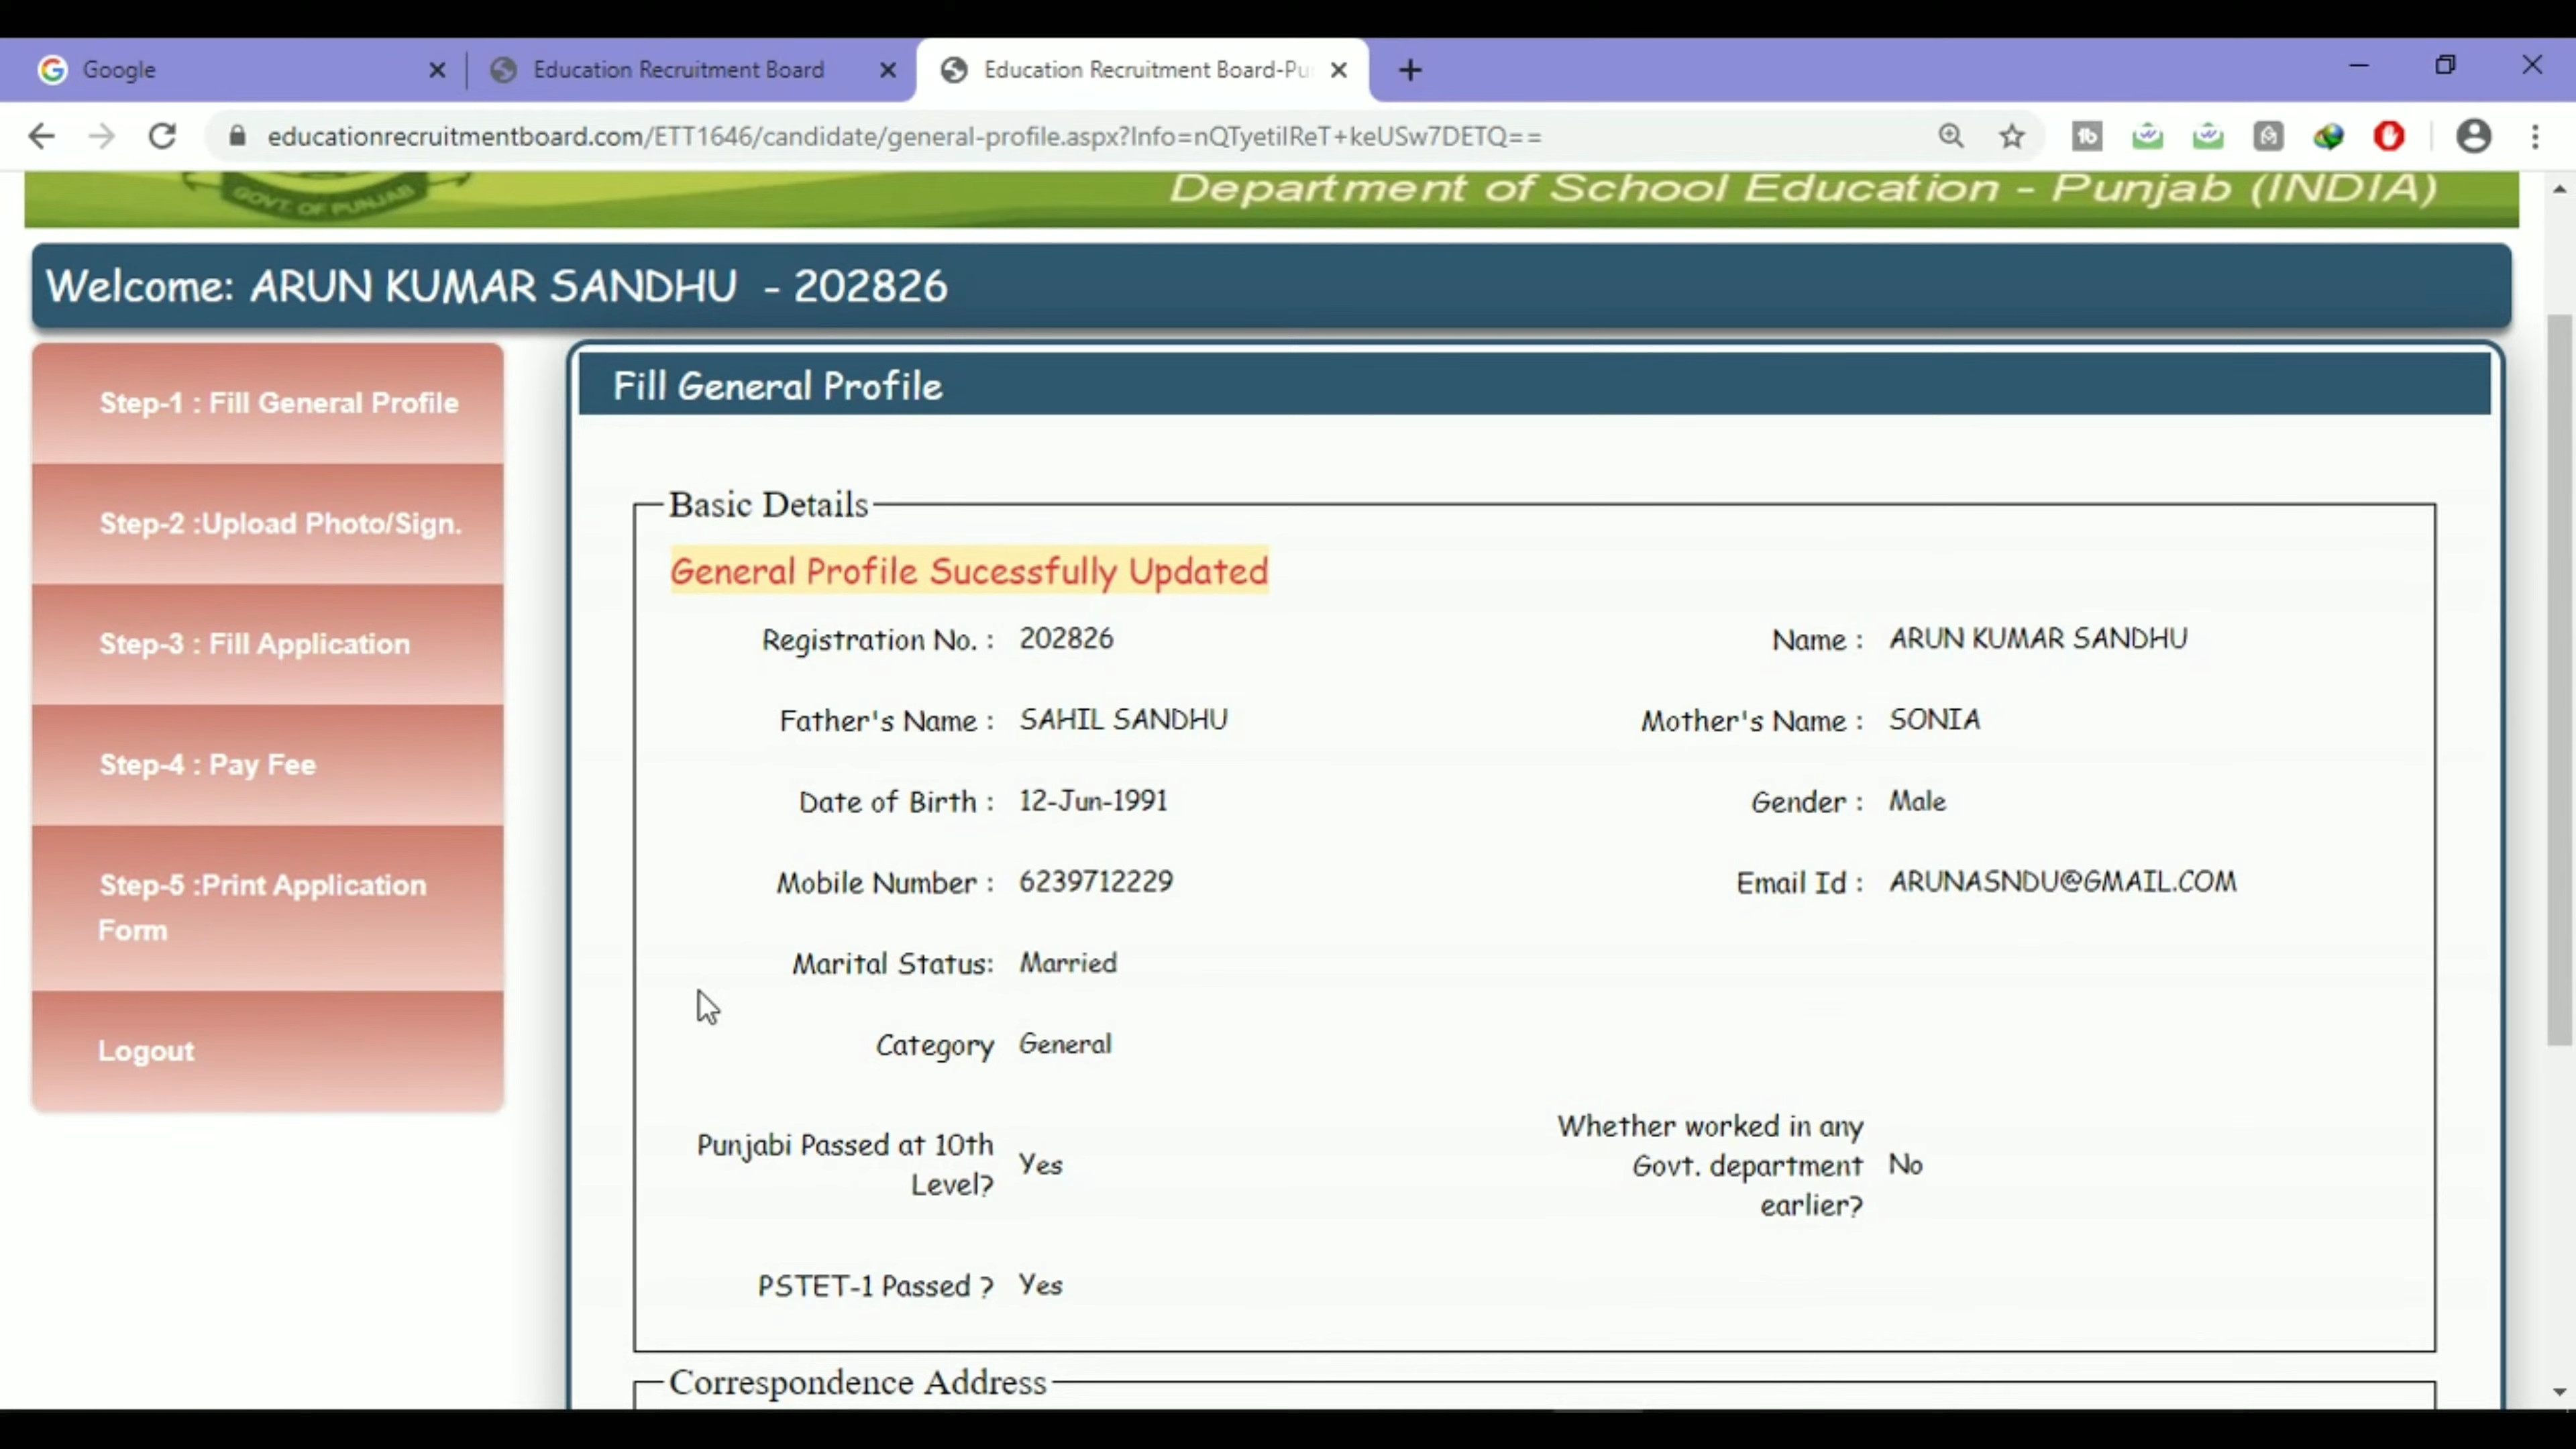 Google
Education Recruitment Board
Education Recruitment Board-Pu
educationrecruitmentboard.com/ETT1646/candidate/general-profile.aspx?Info=nQTyetilReT+keUSw7DETQ==
GOVT. OF PUNJAB
Department of School Education - Punjab (INDIA)
Welcome: ARUN KUMAR SANDHU - 202826
Step-1 : Fill General Profile
Step-2 :Upload Photo/Sign.
Step-3 : Fill Application
Step-4 : Pay Fee
Step-5 :Print Application
Form
Logout
Fill General Profile
Basic Details
General Profile Sucessfully Updated
Registration No. : 202826
Name : ARUN KUMAR SANDHU
Father's Name : SAHIL SANDHU
Mother's Name : SONIA
Date of Birth : 12-Jun-1991
Gender : Male
Mobile Number : 6239712229
Email Id : ARUNASNDU@GMAIL.COM
Marital Status: Married
Category General
Punjabi Passed at 10th
Level?
Yes
Whether worked in any
Govt. department
earlier?
No
PSTET-1 Passed ? Yes
Correspondence Address